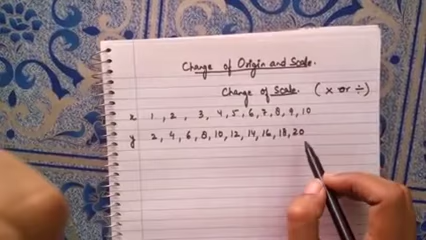 Change of Origin and Scale.
Change of Scale. ( x or ÷ )
x 1 , 2 , 3 , 4 , 5 , 6 , 7 , 8 , 9 , 10
y 2 , 4 , 6 , 8 , 10 , 12 , 14 , 16 , 18 , 20